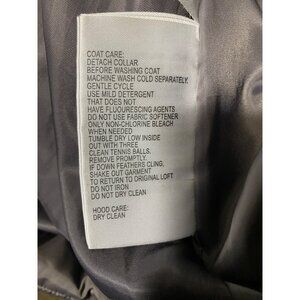 COAT CARE:
DETACH COLLAR
BEFORE WASHING COAT
MACHINE WASH COLD SEPARATELY.
GENTLE CYCLE
USE MILD DETERGENT
THAT DOES NOT
HAVE FLUOURESCING AGENTS
DO NOT USE FABRIC SOFTENER
ONLY NON-CHLORINE BLEACH
WHEN NEEDED
TUMBLE DRY LOW INSIDE
OUT WITH THREE
CLEAN TENNIS BALLS.
REMOVE PROMPTLY.
IF DOWN FEATHERS CLING,
SHAKE OUT GARMENT
TO RETURN TO ORIGINAL LOFT
DO NOT IRON
DO NOT DRY CLEAN
HOOD CARE:
DRY CLEAN